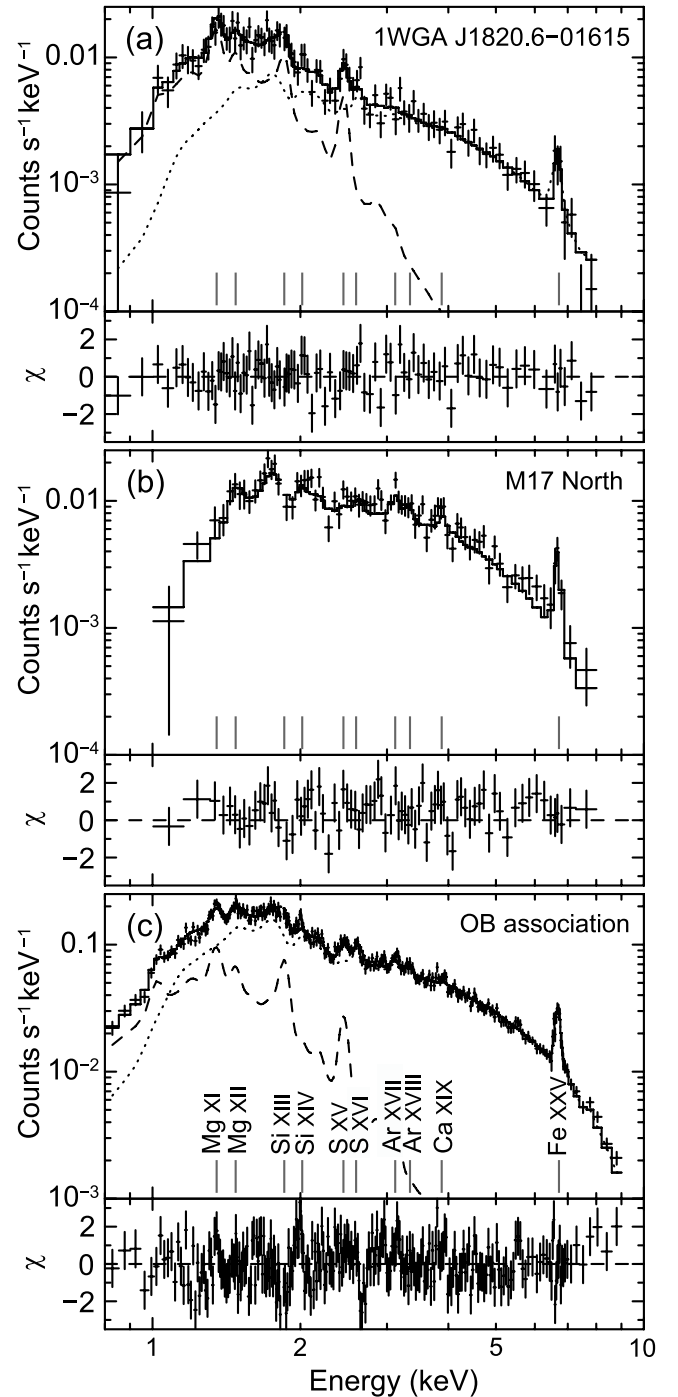 (a) 1WGA J1820.6−01615
Counts s⁻¹ keV⁻¹
0.01
10⁻³
10⁻⁴
χ
2
0
−2
(b) M17 North
Counts s⁻¹ keV⁻¹
0.01
10⁻³
10⁻⁴
χ
2
0
−2
(c) OB association
Counts s⁻¹ keV⁻¹
0.1
10⁻²
10⁻³
Mg XI
Mg XII
Si XIII
Si XIV
S XV
S XVI
Ar XVII
Ar XVIII
Ca XIX
Fe XXV
χ
2
0
−2
1 2 5 10
Energy (keV)